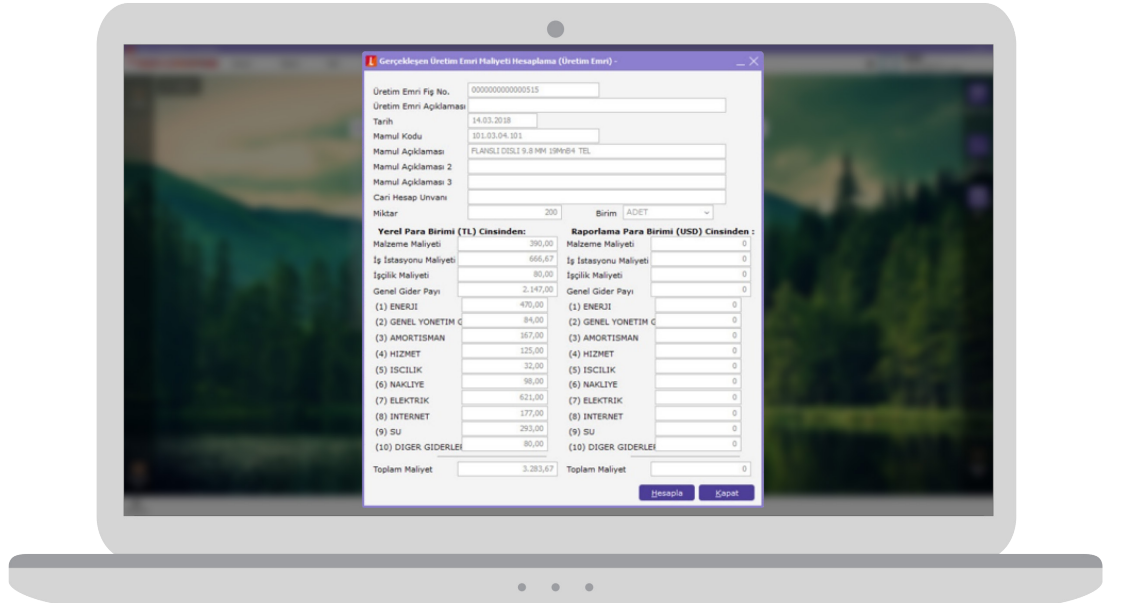 Gerçekleşen Üretim Emri Maliyeti Hesaplama (Üretim Emri) -
Üretim Emri Fiş No. 0000000000000515
Üretim Emri Açıklaması
Tarih 14.03.2018
Mamul Kodu 101.03.04.101
Mamul Açıklaması FLANSLI DISLI 9.8 MM 19MnB4 TEL
Mamul Açıklaması 2
Mamul Açıklaması 3
Cari Hesap Unvanı
Miktar 200 Birim ADET
Yerel Para Birimi (TL) Cinsinden: Raporlama Para Birimi (USD) Cinsinden :
Malzeme Maliyeti 390,00 Malzeme Maliyeti 0
İş İstasyonu Maliyeti 666,67 İş İstasyonu Maliyeti 0
İşçilik Maliyeti 80,00 İşçilik Maliyeti 0
Genel Gider Payı 2.147,00 Genel Gider Payı 0
(1) ENERJI 470,00 (1) ENERJI 0
(2) GENEL YONETIM G 84,00 (2) GENEL YONETIM G 0
(3) AMORTISMAN 167,00 (3) AMORTISMAN 0
(4) HIZMET 125,00 (4) HIZMET 0
(5) ISCILIK 32,00 (5) ISCILIK 0
(6) NAKLIYE 98,00 (6) NAKLIYE 0
(7) ELEKTRIK 621,00 (7) ELEKTRIK 0
(8) INTERNET 177,00 (8) INTERNET 0
(9) SU 293,00 (9) SU 0
(10) DIGER GIDERLER 80,00 (10) DIGER GIDERLER 0
Toplam Maliyet 3.283,67 Toplam Maliyet 0
Hesapla Kapat